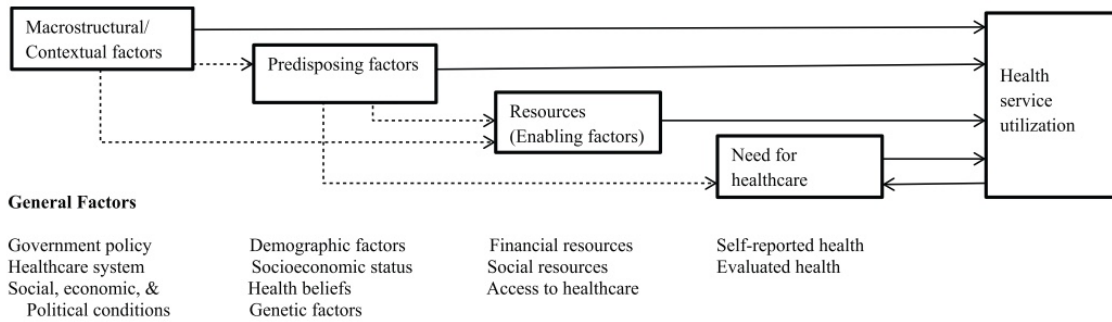 Macrostructural/
Contextual factors
Predisposing factors
Resources
(Enabling factors)
Need for
healthcare
Health
service
utilization
General Factors
Government policy
Healthcare system
Social, economic, &
Political conditions
Demographic factors
Socioeconomic status
Health beliefs
Genetic factors
Financial resources
Social resources
Access to healthcare
Self-reported health
Evaluated health